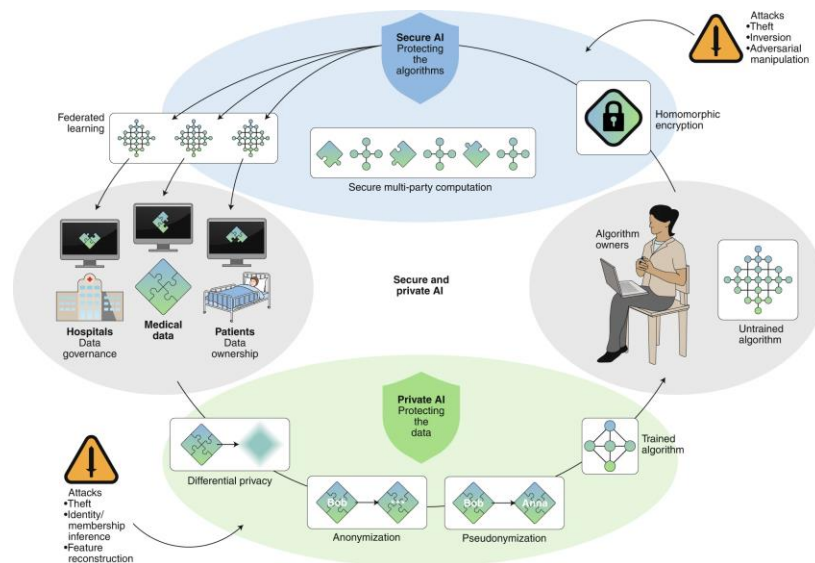 Secure AI
Protecting
the
algorithms
Attacks
•Theft
•Inversion
•Adversarial
manipulation
Federated
learning
Homomorphic
encryption
Secure multi-party computation
Algorithm
owners
Untrained
algorithm
Secure and
private AI
Hospitals
Data
governance
Medical
data
Patients
Data
ownership
Private AI
Protecting
the
data
Trained
algorithm
Differential privacy
Attacks
•Theft
•Identity/
membership
inference
•Feature
reconstruction
Bob
***
Anonymization
Bob
Anna
Pseudonymization